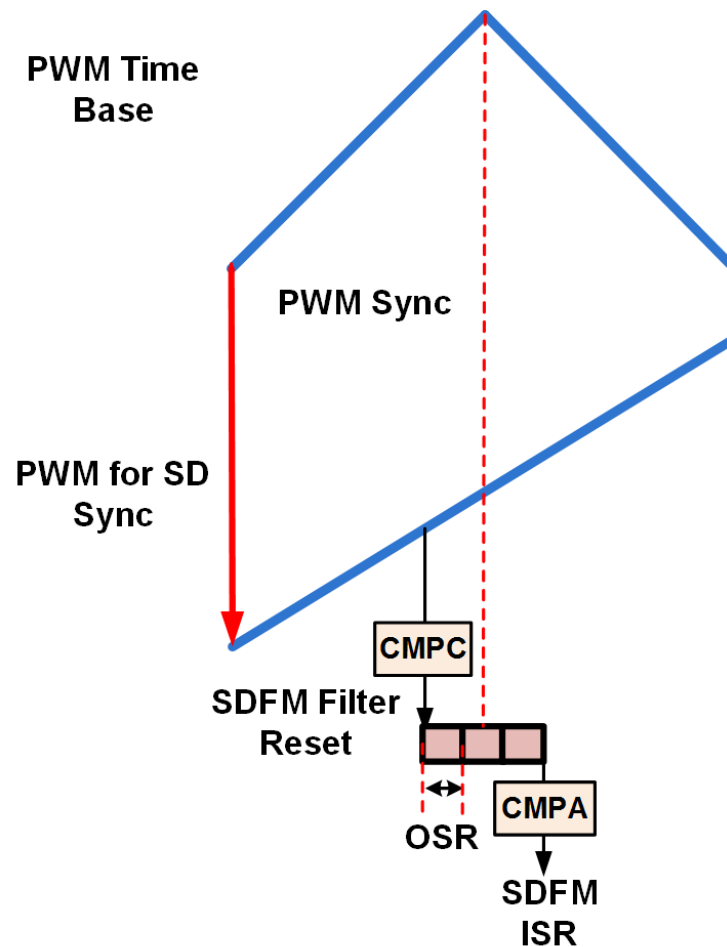 PWM Time
Base
PWM Sync
PWM for SD
Sync
CMPC
SDFM Filter
Reset
CMPA
OSR
SDFM
ISR